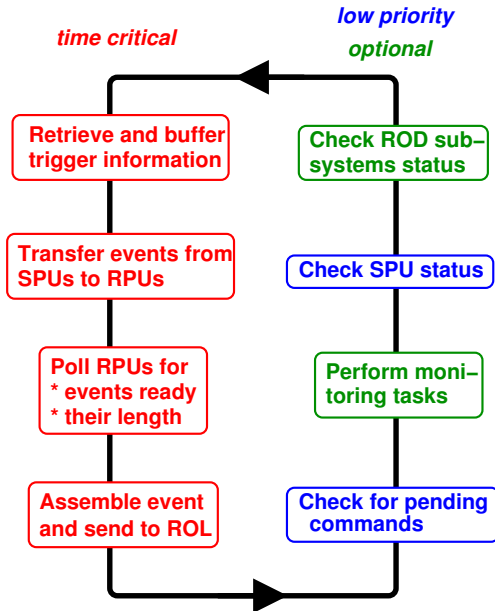 time critical
low priority
optional
Retrieve and buffer
trigger information
Transfer events from
SPUs to RPUs
Poll RPUs for
* events ready
* their length
Assemble event
and send to ROL
Check ROD sub–
systems status
Check SPU status
Perform moni–
toring tasks
Check for pending
commands